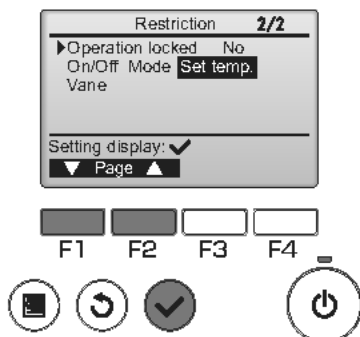 Restriction 2/2
▶Operation locked No
On/Off Mode Set temp.
Vane
Setting display: ✔
▼ Page ▲
F1 F2 F3 F4